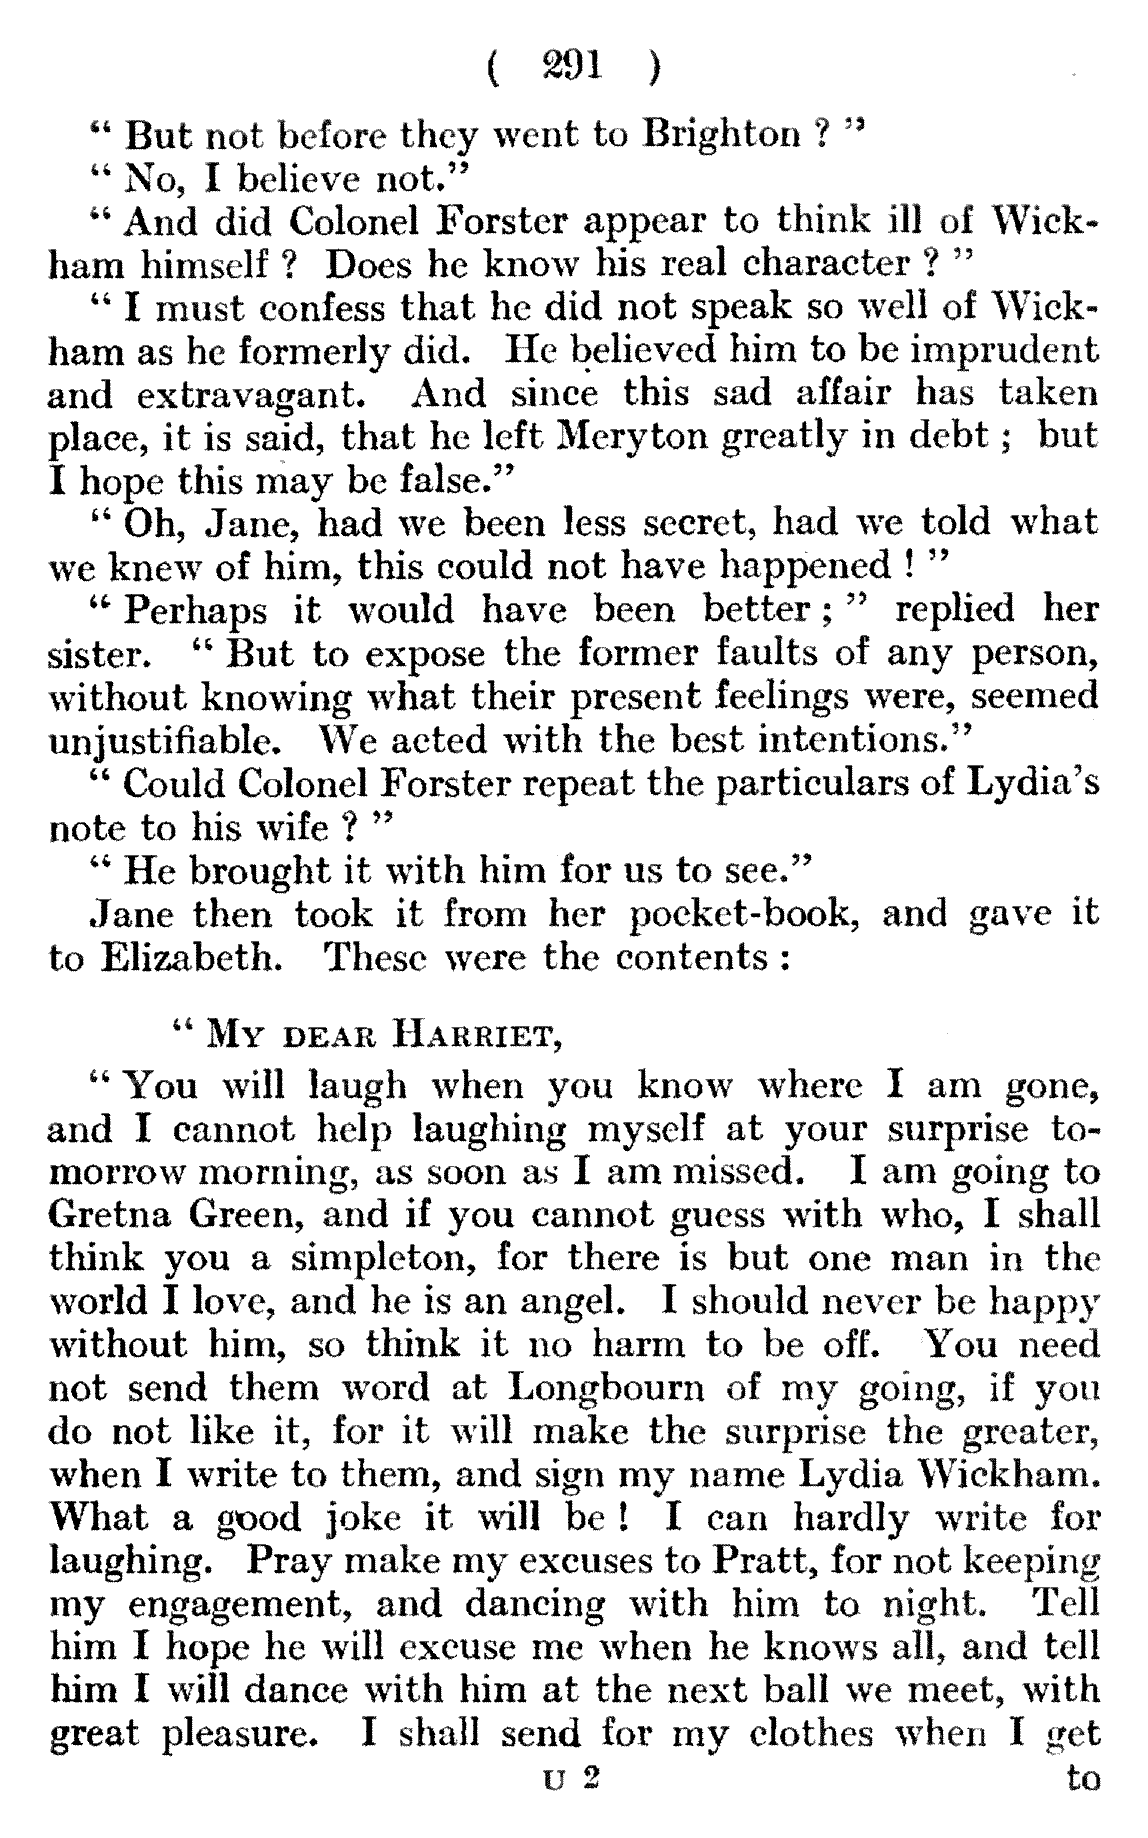 ( 291 )
“ But not before they went to Brighton ? ”
“ No, I believe not.”
“ And did Colonel Forster appear to think ill of Wick-
ham himself ? Does he know his real character ? ”
“ I must confess that he did not speak so well of Wick-
ham as he formerly did. He believed him to be imprudent
and extravagant. And since this sad affair has taken
place, it is said, that he left Meryton greatly in debt ; but
I hope this may be false.”
“ Oh, Jane, had we been less secret, had we told what
we knew of him, this could not have happened ! ”
“ Perhaps it would have been better ; ” replied her
sister. “ But to expose the former faults of any person,
without knowing what their present feelings were, seemed
unjustifiable. We acted with the best intentions.”
“ Could Colonel Forster repeat the particulars of Lydia’s
note to his wife ? ”
“ He brought it with him for us to see.”
Jane then took it from her pocket-book, and gave it
to Elizabeth. These were the contents :
“ MY DEAR HARRIET,
“ You will laugh when you know where I am gone,
and I cannot help laughing myself at your surprise to-
morrow morning, as soon as I am missed. I am going to
Gretna Green, and if you cannot guess with who, I shall
think you a simpleton, for there is but one man in the
world I love, and he is an angel. I should never be happy
without him, so think it no harm to be off. You need
not send them word at Longbourn of my going, if you
do not like it, for it will make the surprise the greater,
when I write to them, and sign my name Lydia Wickham.
What a good joke it will be ! I can hardly write for
laughing. Pray make my excuses to Pratt, for not keeping
my engagement, and dancing with him to night. Tell
him I hope he will excuse me when he knows all, and tell
him I will dance with him at the next ball we meet, with
great pleasure. I shall send for my clothes when I get
U 2 to